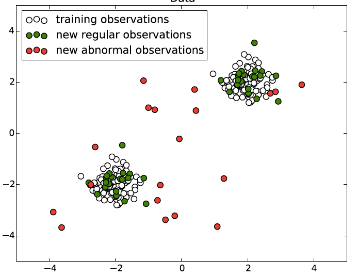 Data
training observations
new regular observations
new abnormal observations
4
2
0
−2
−4
−4 −2 0 2 4